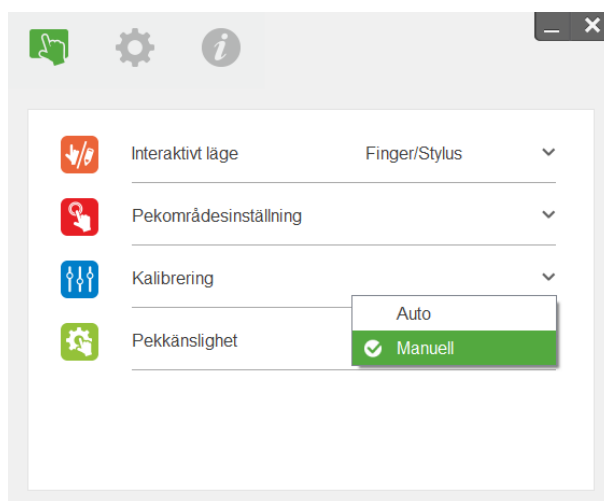 Interaktivt läge Finger/Stylus
Pekområdesinställning
Kalibrering
Auto
Pekkänslighet
Manuell